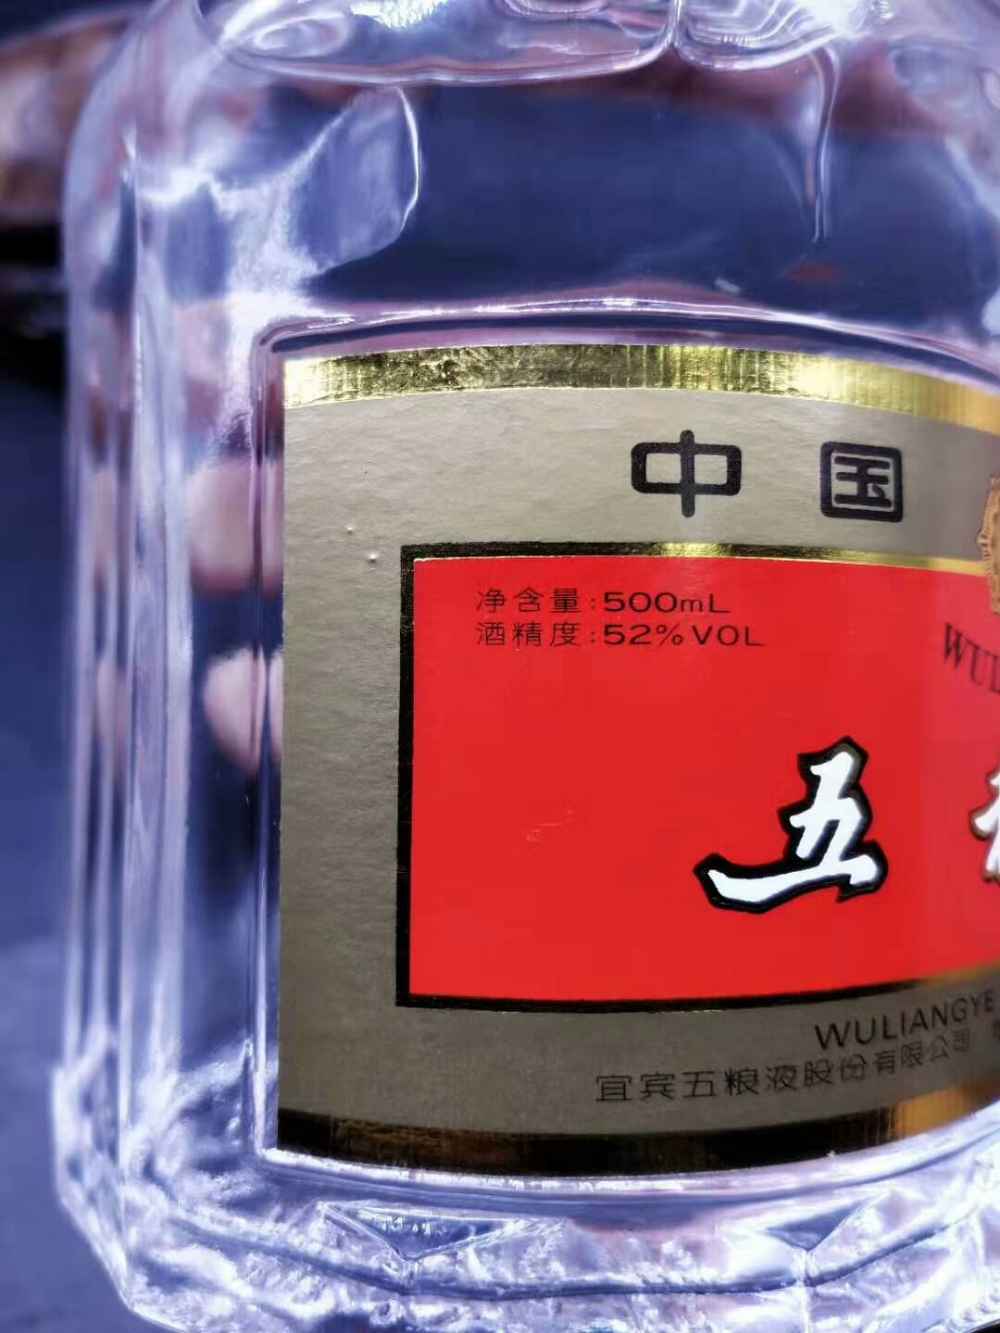 中国
净含量:500mL
酒精度:52%VOL
WUL
五
WULIANGYE
宜宾五粮液股份有限公司